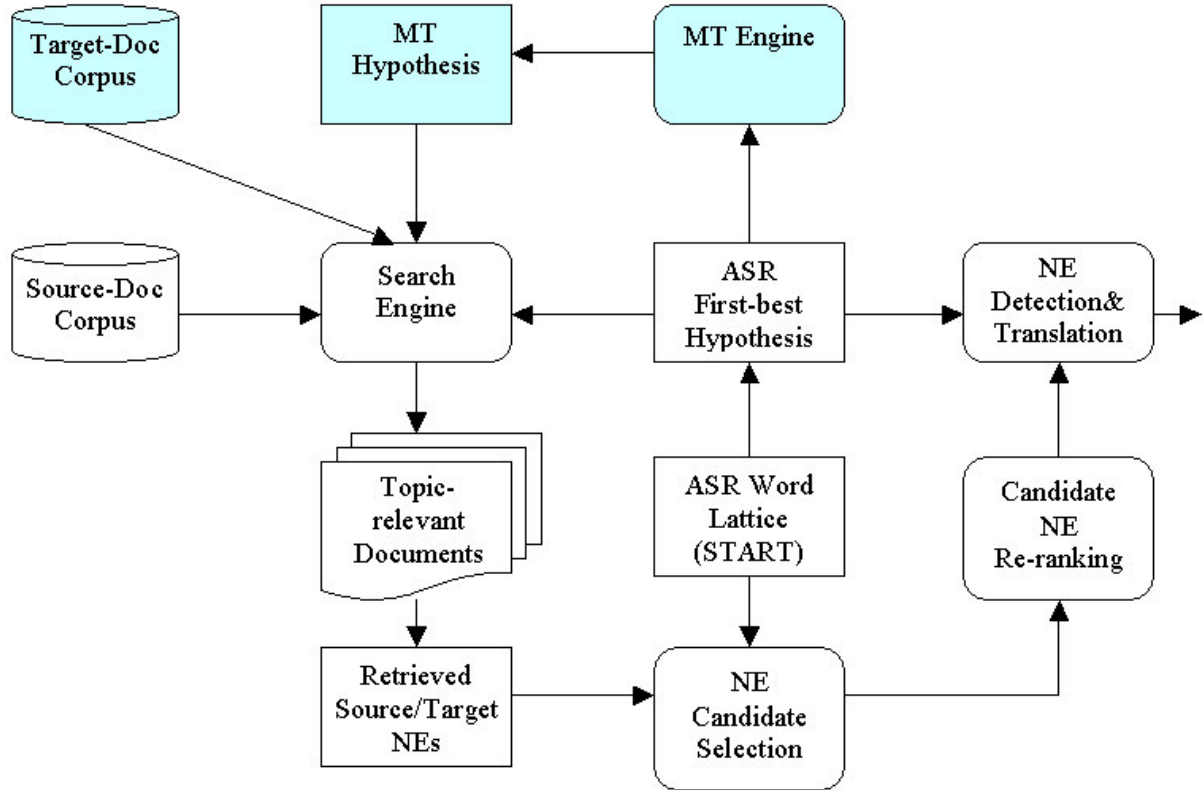 Target-Doc
Corpus
MT
Hypothesis
MT Engine
Source-Doc
Corpus
Search
Engine
ASR
First-best
Hypothesis
NE
Detection&
Translation
Topic-
relevant
Documents
ASR Word
Lattice
(START)
Candidate
NE
Re-ranking
Retrieved
Source/Target
NEs
NE
Candidate
Selection